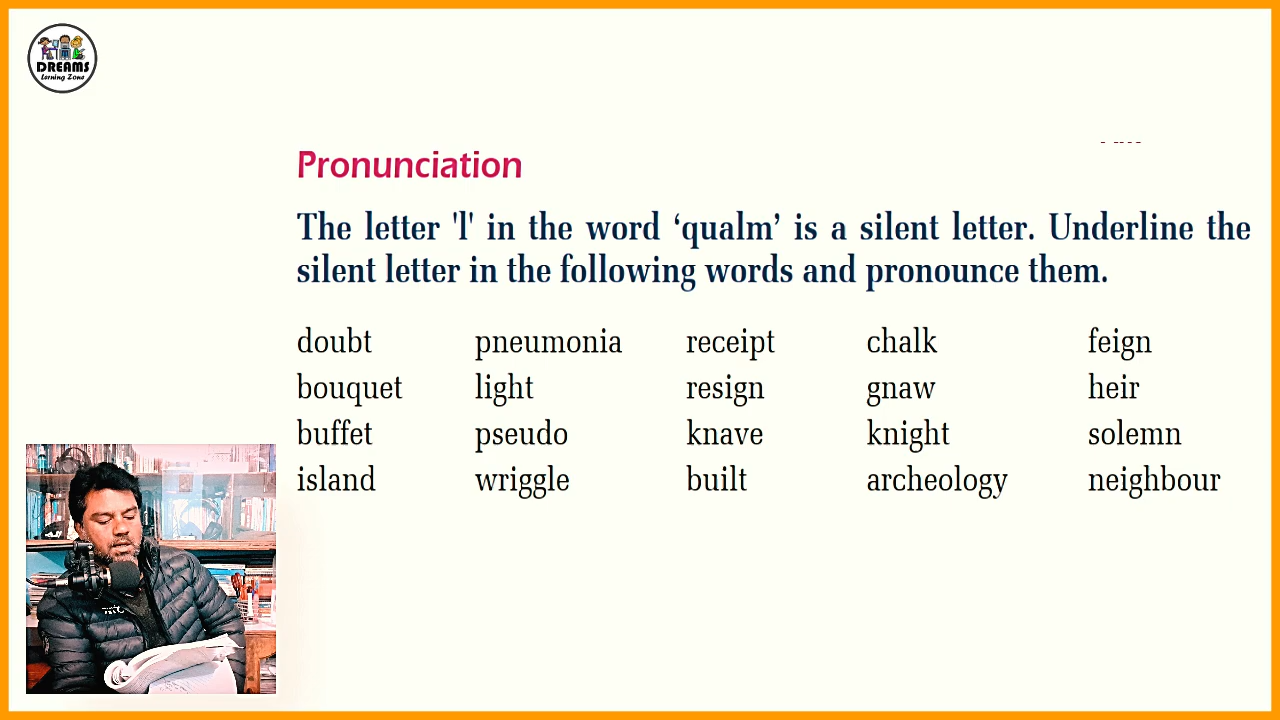 DREAMS
Lerning Zone
Pronunciation
The letter 'l' in the word ‘qualm’ is a silent letter. Underline the
silent letter in the following words and pronounce them.
doubt pneumonia receipt chalk feign
bouquet light resign gnaw heir
buffet pseudo knave knight solemn
island wriggle built archeology neighbour